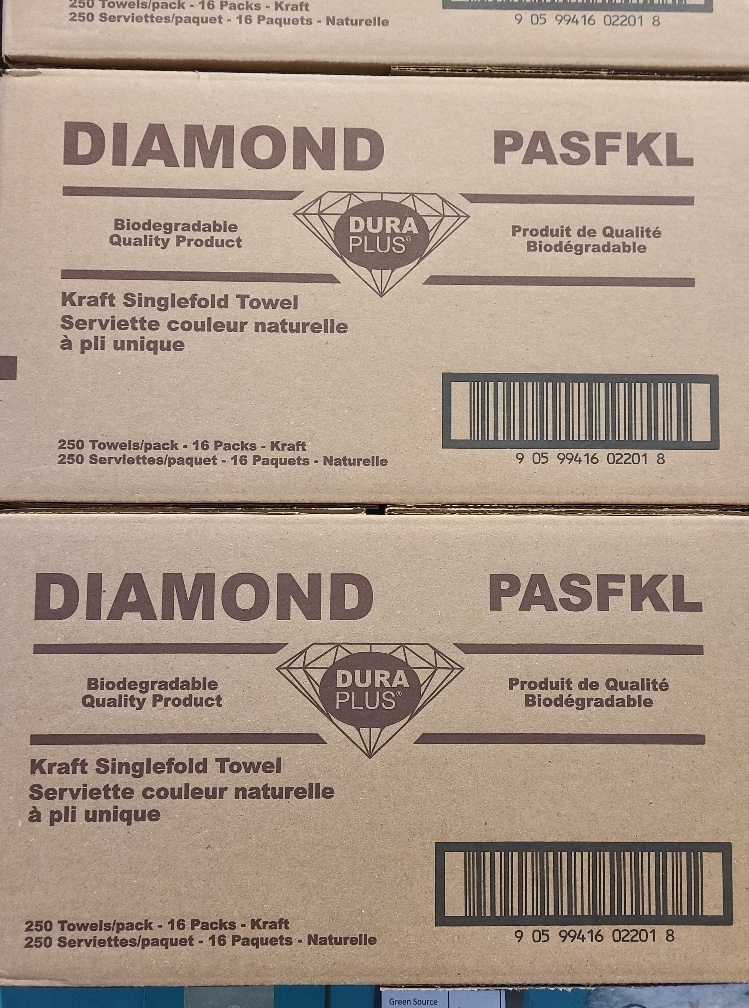 250 Towels/pack - 16 Packs - Kraft
250 Serviettes/paquet - 16 Paquets - Naturelle
9 05 99416 02201 8
DIAMOND
PASFKL
Biodegradable
Quality Product
DURA
PLUS®
Produit de Qualité
Biodégradable
Kraft Singlefold Towel
Serviette couleur naturelle
à pli unique
250 Towels/pack - 16 Packs - Kraft
250 Serviettes/paquet - 16 Paquets - Naturelle
9 05 99416 02201 8
DIAMOND
PASFKL
Biodegradable
Quality Product
DURA
PLUS®
Produit de Qualité
Biodégradable
Kraft Singlefold Towel
Serviette couleur naturelle
à pli unique
250 Towels/pack - 16 Packs - Kraft
250 Serviettes/paquet - 16 Paquets - Naturelle
9 05 99416 02201 8
Green Source